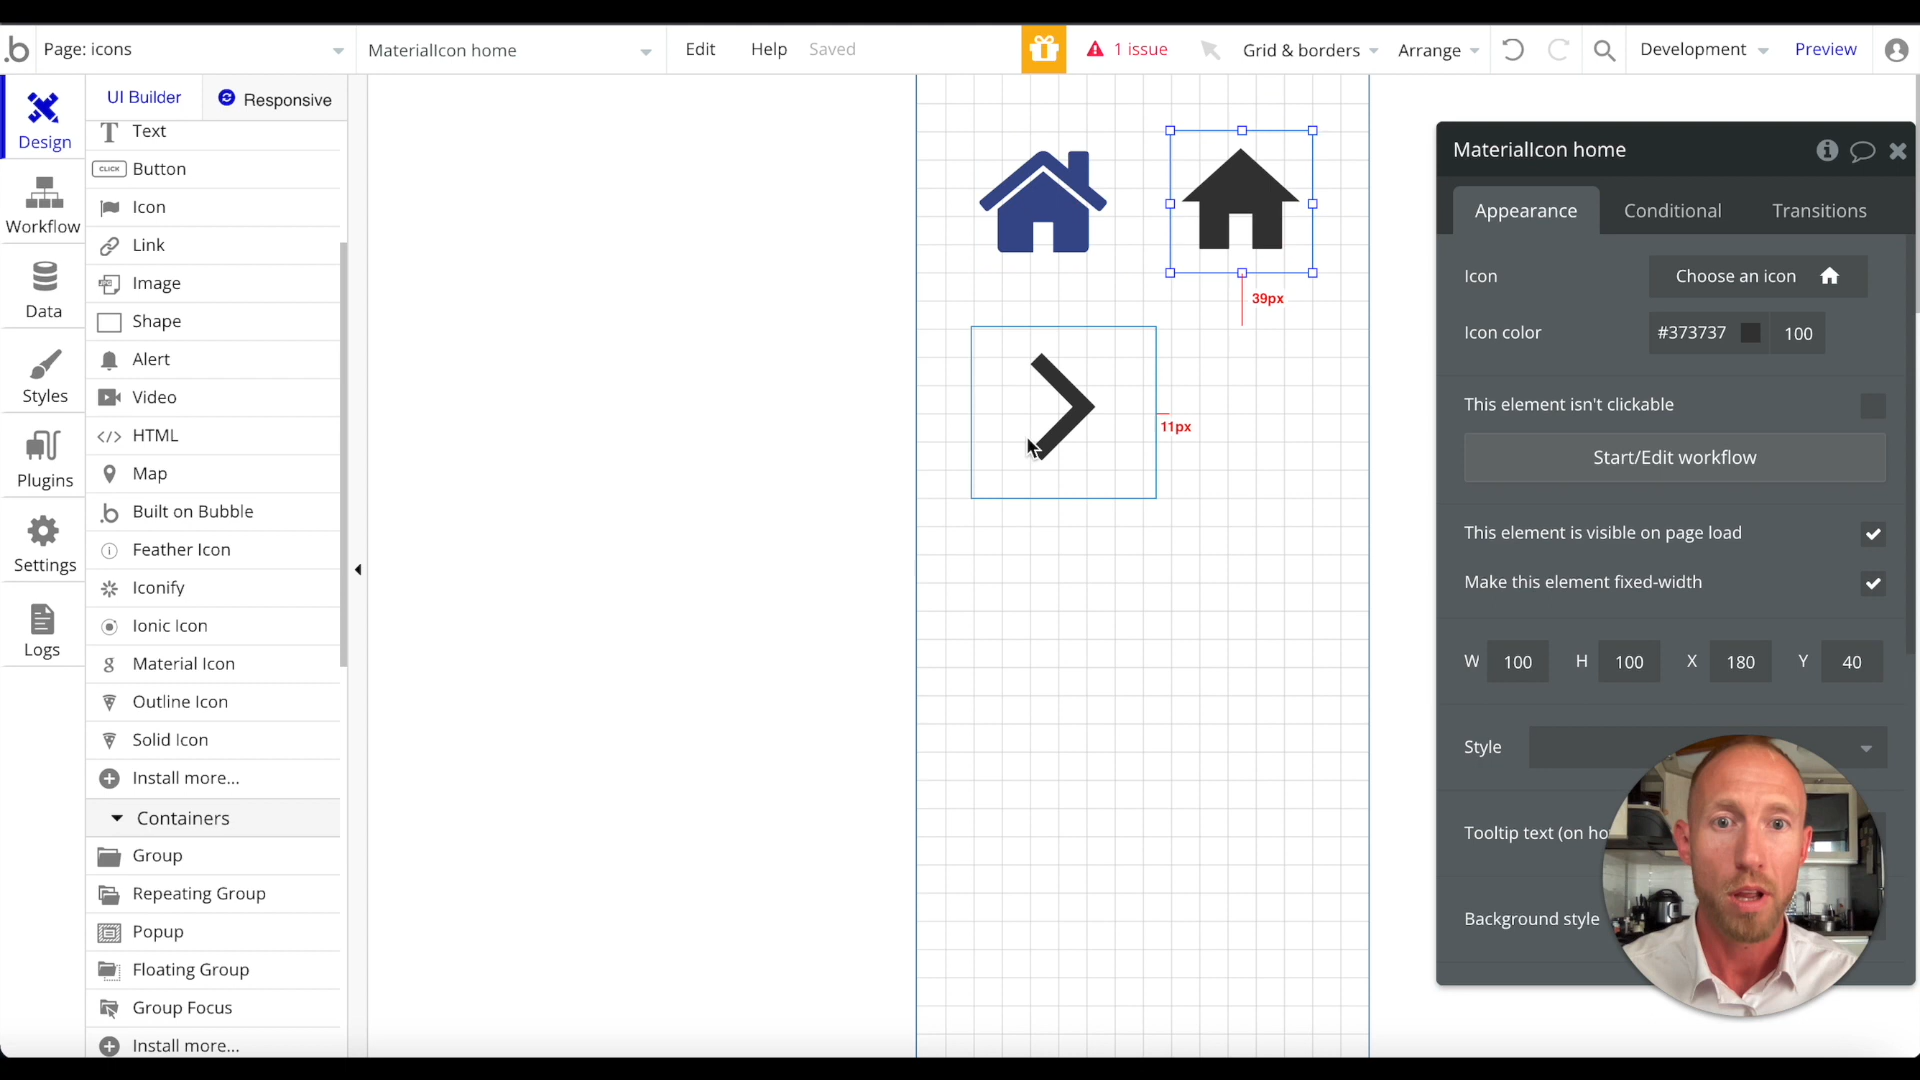 Page: icons
MaterialIcon home
Edit
Help
Saved
1 issue
Grid & borders
Arrange
Development
Preview
Design
Workflow
Data
Styles
Plugins
Settings
Logs
UI Builder
Responsive
Text
CLICK
Button
Icon
Link
Image
Shape
Alert
Video
HTML
Map
Built on Bubble
Feather Icon
Iconify
Ionic Icon
Material Icon
Outline Icon
Solid Icon
Install more...
Containers
Group
Repeating Group
Popup
Floating Group
Group Focus
Install more...
39px
11px
MaterialIcon home
Appearance
Conditional
Transitions
Icon
Choose an icon
Icon color
#373737
100
This element isn't clickable
Start/Edit workflow
This element is visible on page load
Make this element fixed-width
W 100 H 100 X 180 Y 40
Style
Tooltip text (on ho
Background style